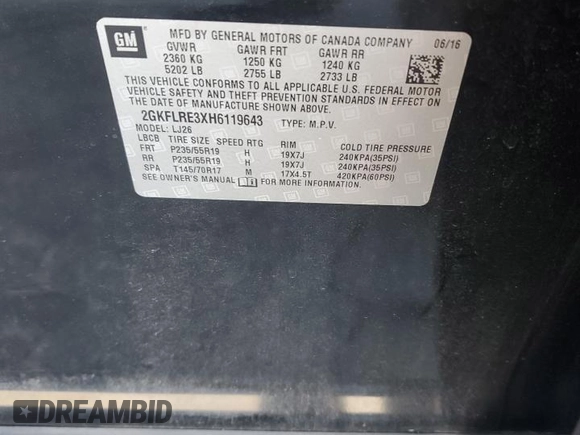 GM
MFD BY GENERAL MOTORS OF CANADA COMPANY 06/16
GVWR GAWR FRT GAWR RR
2360 KG 1250 KG 1240 KG
5202 LB 2755 LB 2733 LB
THIS VEHICLE CONFORMS TO ALL APPLICABLE U.S. FEDERAL MOTOR
VEHICLE SAFETY AND THEFT PREVENTION STANDARDS IN EFFECT ON
THE DATE OF MANUFACTURE SHOWN ABOVE.
2GKFLRE3XH6119643 TYPE: M.P.V.
MODEL: LJ26
LBCB TIRE SIZE SPEED RTG RIM COLD TIRE PRESSURE
FRT P235/55R19 H 19X7J 240KPA(35PSI)
RR P235/55R19 H 19X7J 240KPA(35PSI)
SPA T145/70R17 M 17X4.5T 420KPA(60PSI)
SEE OWNER'S MANUAL FOR MORE INFORMATION.
DREAMBID